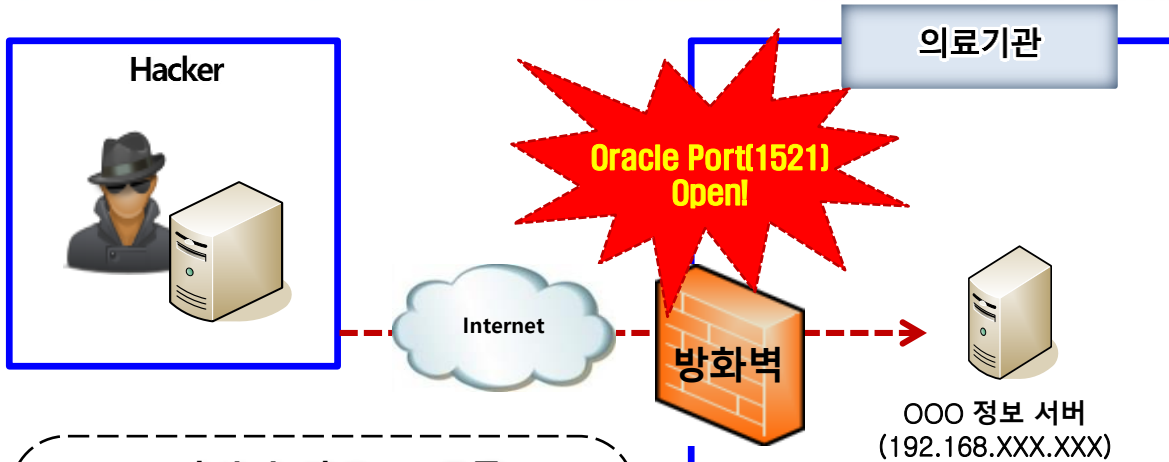 Hacker
의료기관
Oracle Port(1521)
Open!
Internet
방화벽
OOO 정보 서버
(192.168.XXX.XXX)